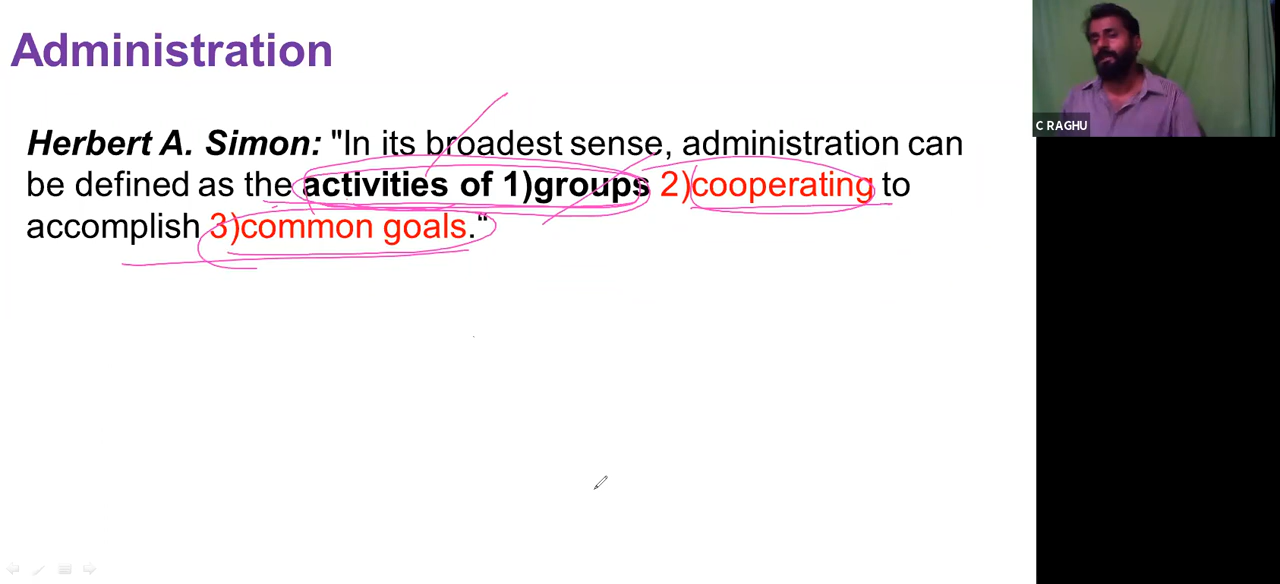 Administration
Herbert A. Simon: "In its broadest sense, administration can
be defined as the activities of 1)groups 2)cooperating to
accomplish 3)common goals."
C RAGHU